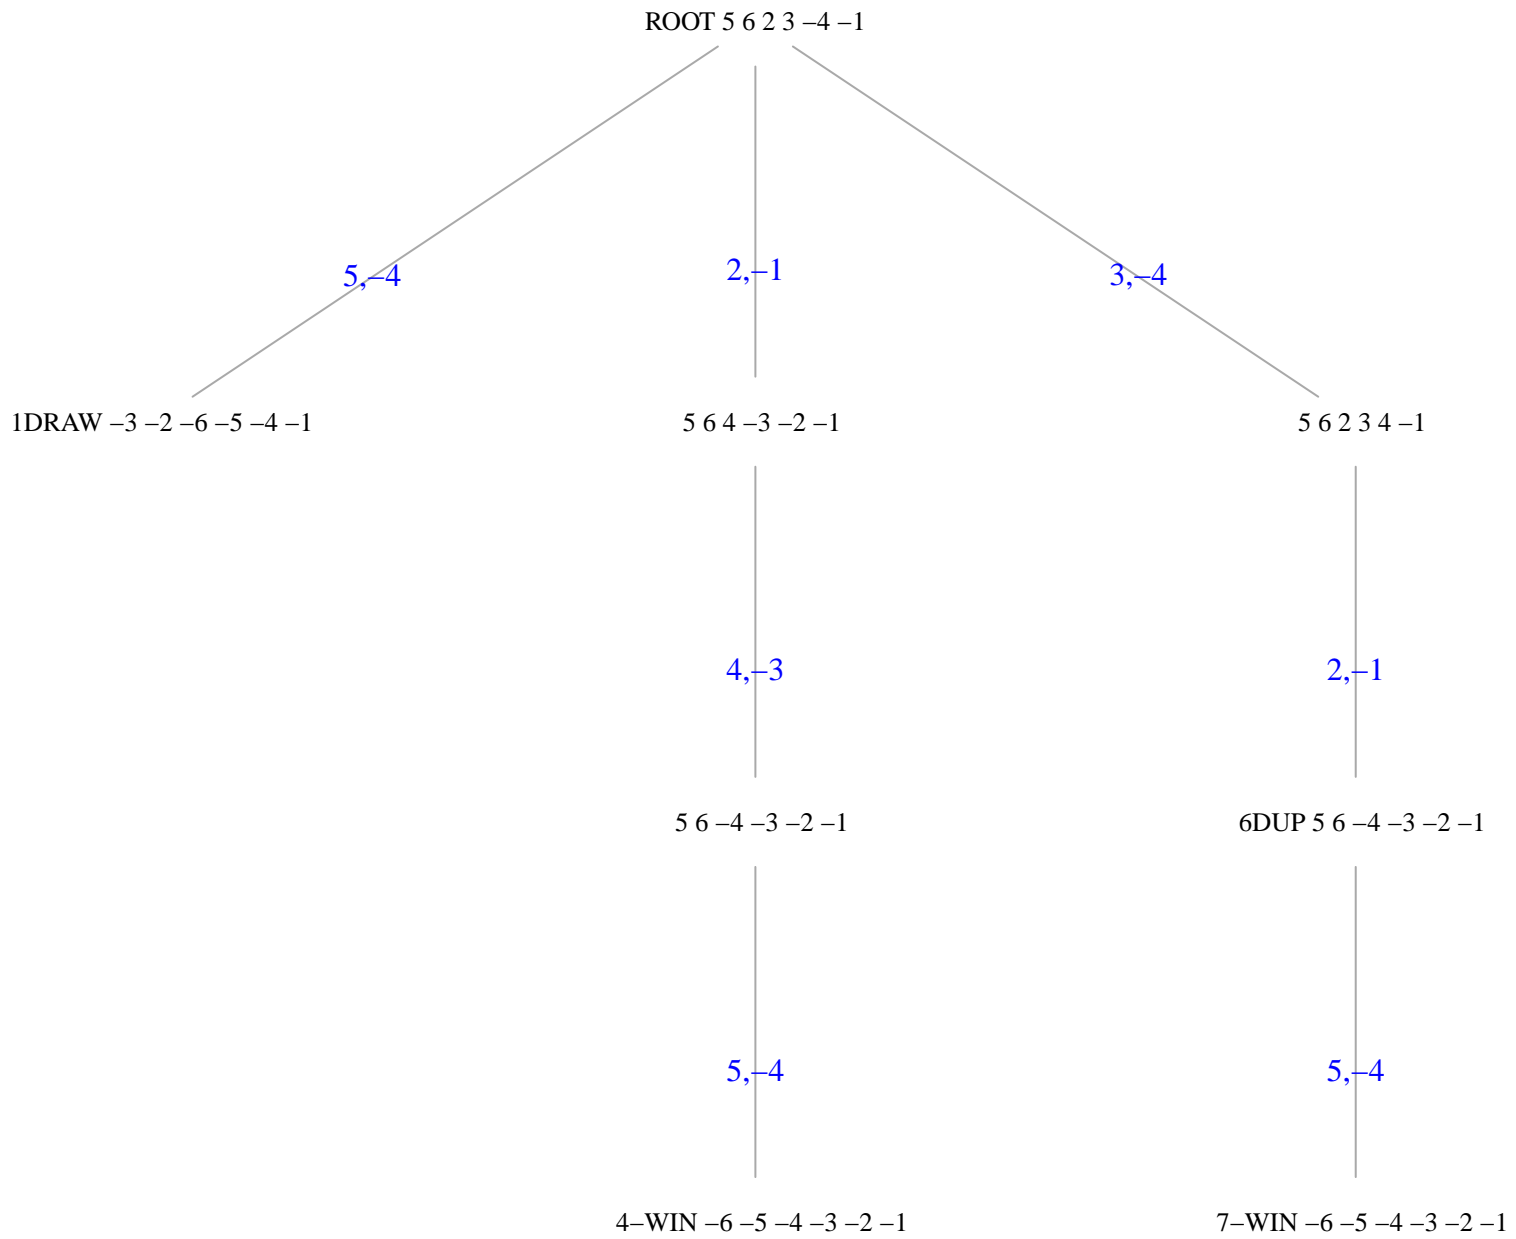 ROOT 5 6 2 3 –4 –1
5,–4
2,–1
3,–4
1DRAW –3 –2 –6 –5 –4 –1
5 6 4 –3 –2 –1
5 6 2 3 4 –1
4,–3
2,–1
5 6 –4 –3 –2 –1
6DUP 5 6 –4 –3 –2 –1
5,–4
5,–4
4–WIN –6 –5 –4 –3 –2 –1
7–WIN –6 –5 –4 –3 –2 –1